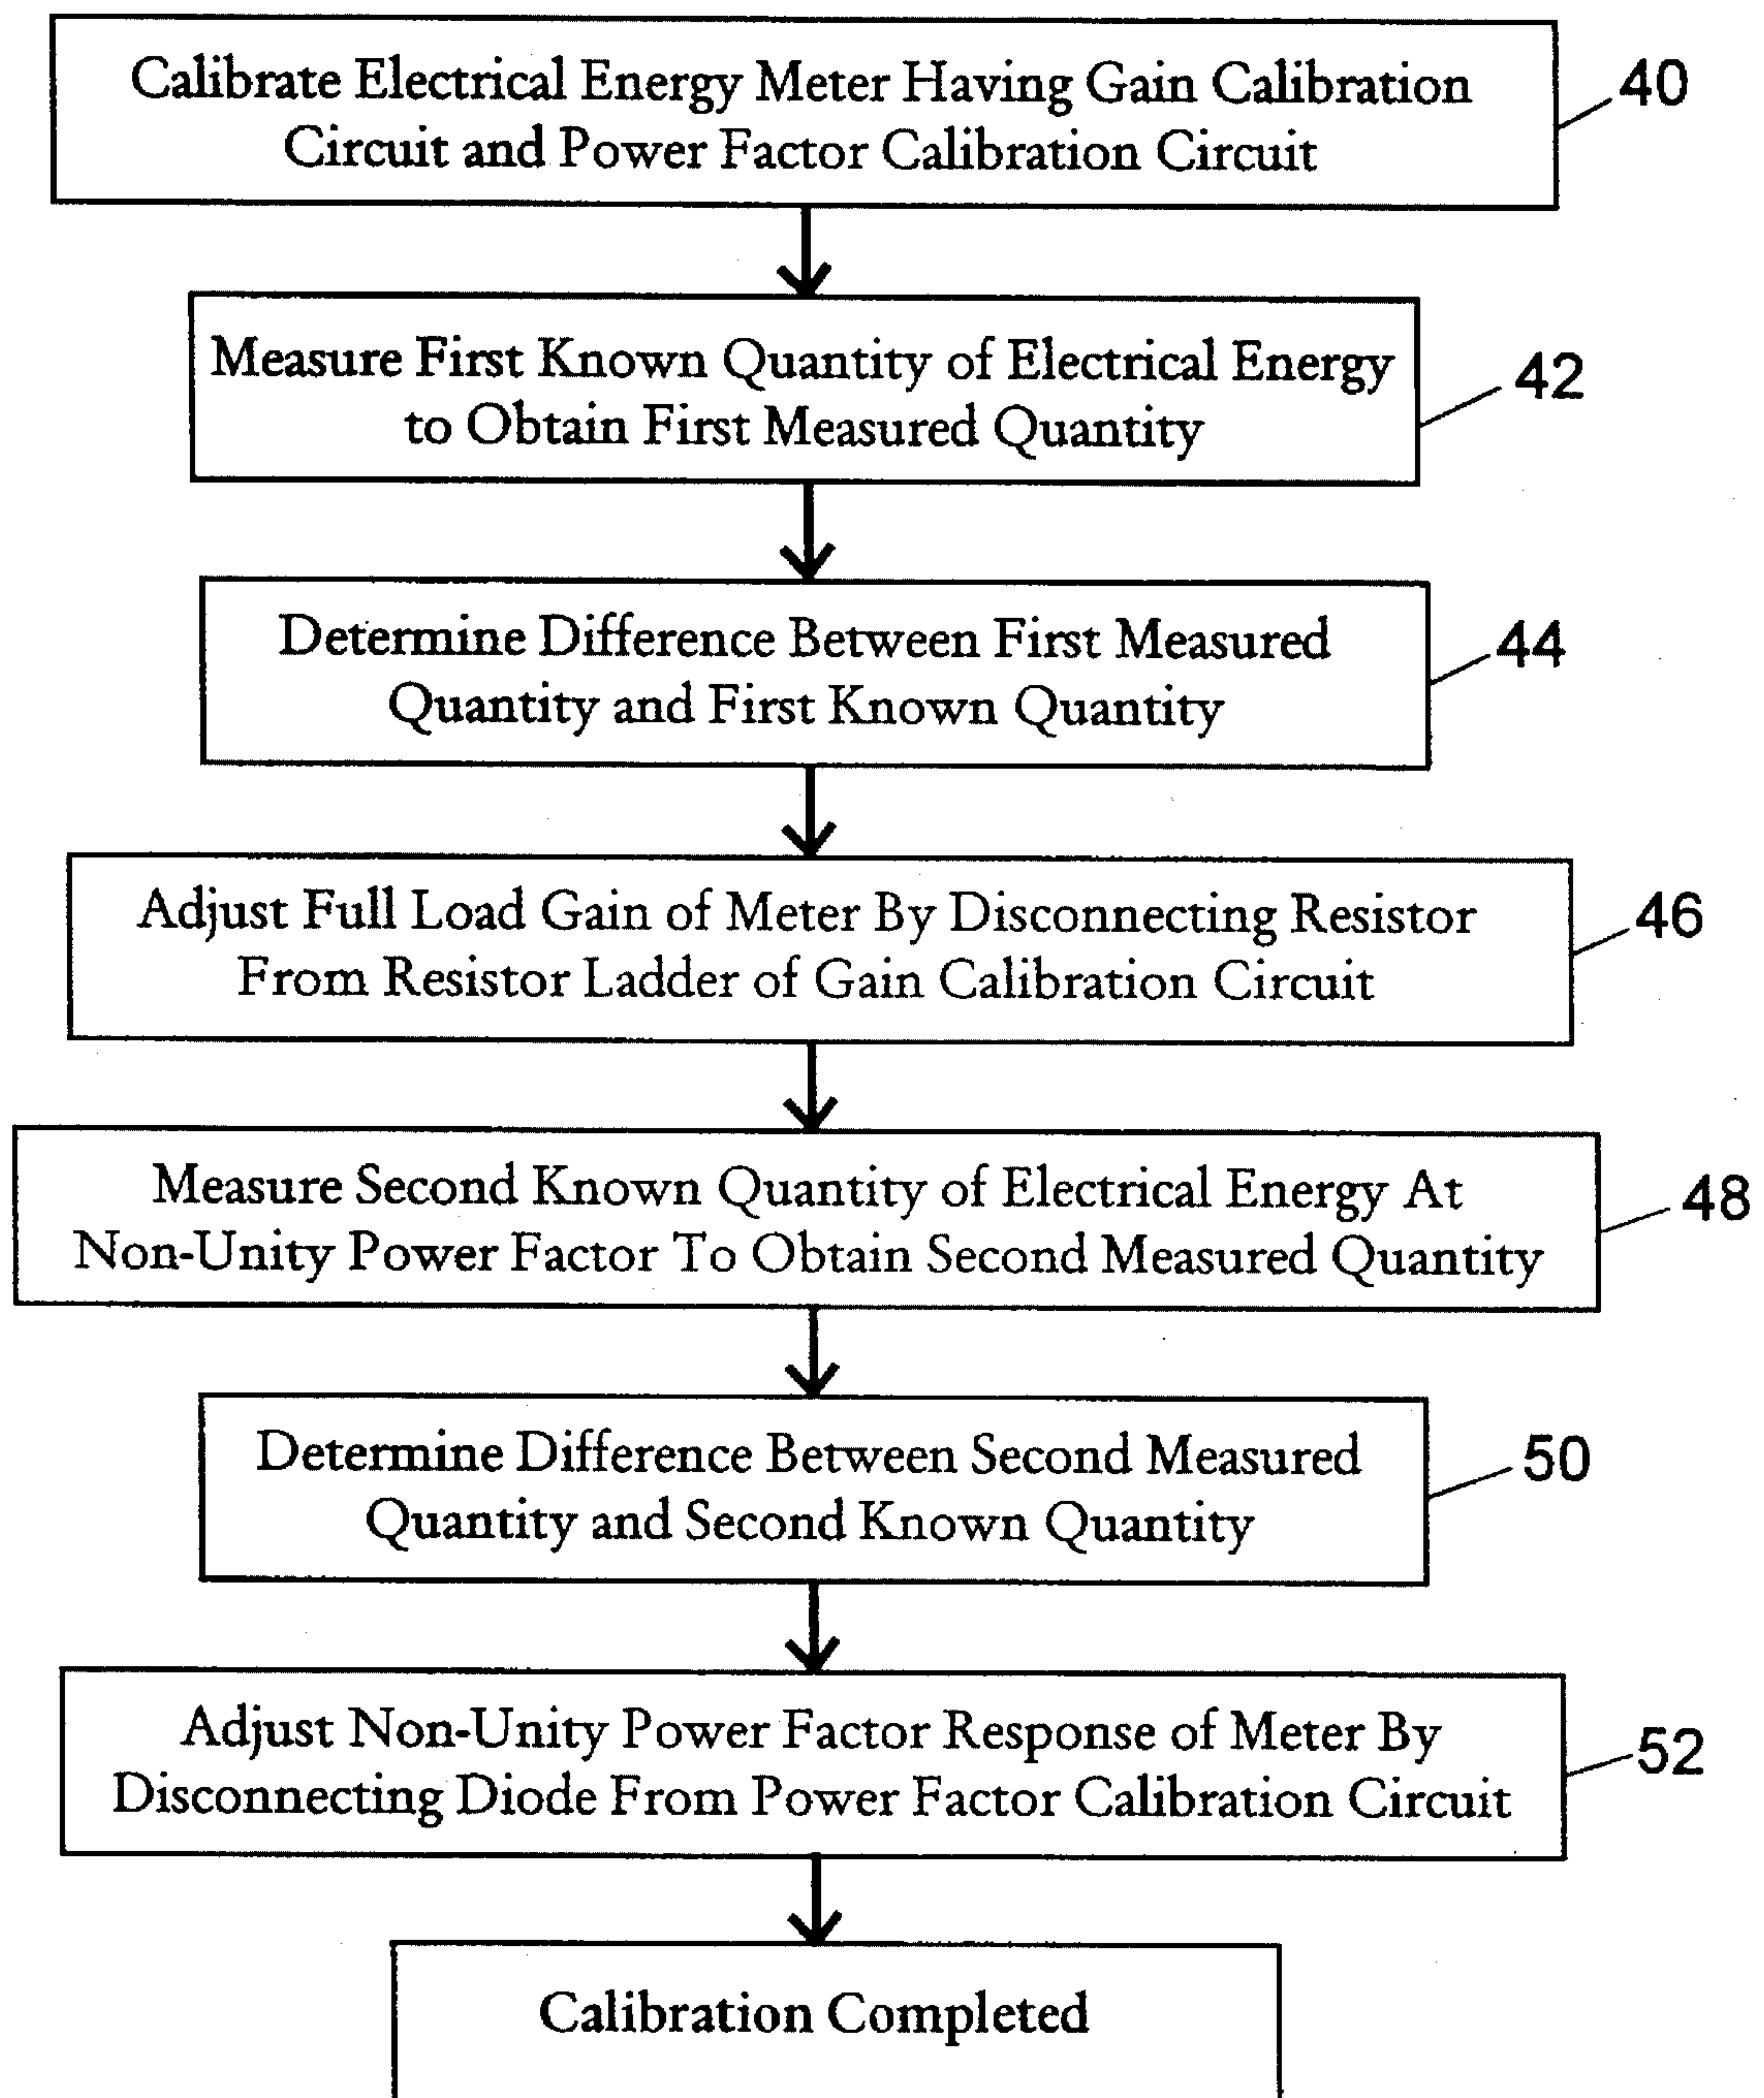 Calibrate Electrical Energy Meter Having Gain Calibration
Circuit and Power Factor Calibration Circuit
40
Measure First Known Quantity of Electrical Energy
to Obtain First Measured Quantity
42
Determine Difference Between First Measured
Quantity and First Known Quantity
44
Adjust Full Load Gain of Meter By Disconnecting Resistor
From Resistor Ladder of Gain Calibration Circuit
46
Measure Second Known Quantity of Electrical Energy At
Non-Unity Power Factor To Obtain Second Measured Quantity
48
Determine Difference Between Second Measured
Quantity and Second Known Quantity
50
Adjust Non-Unity Power Factor Response of Meter By
Disconnecting Diode From Power Factor Calibration Circuit
52
Calibration Completed